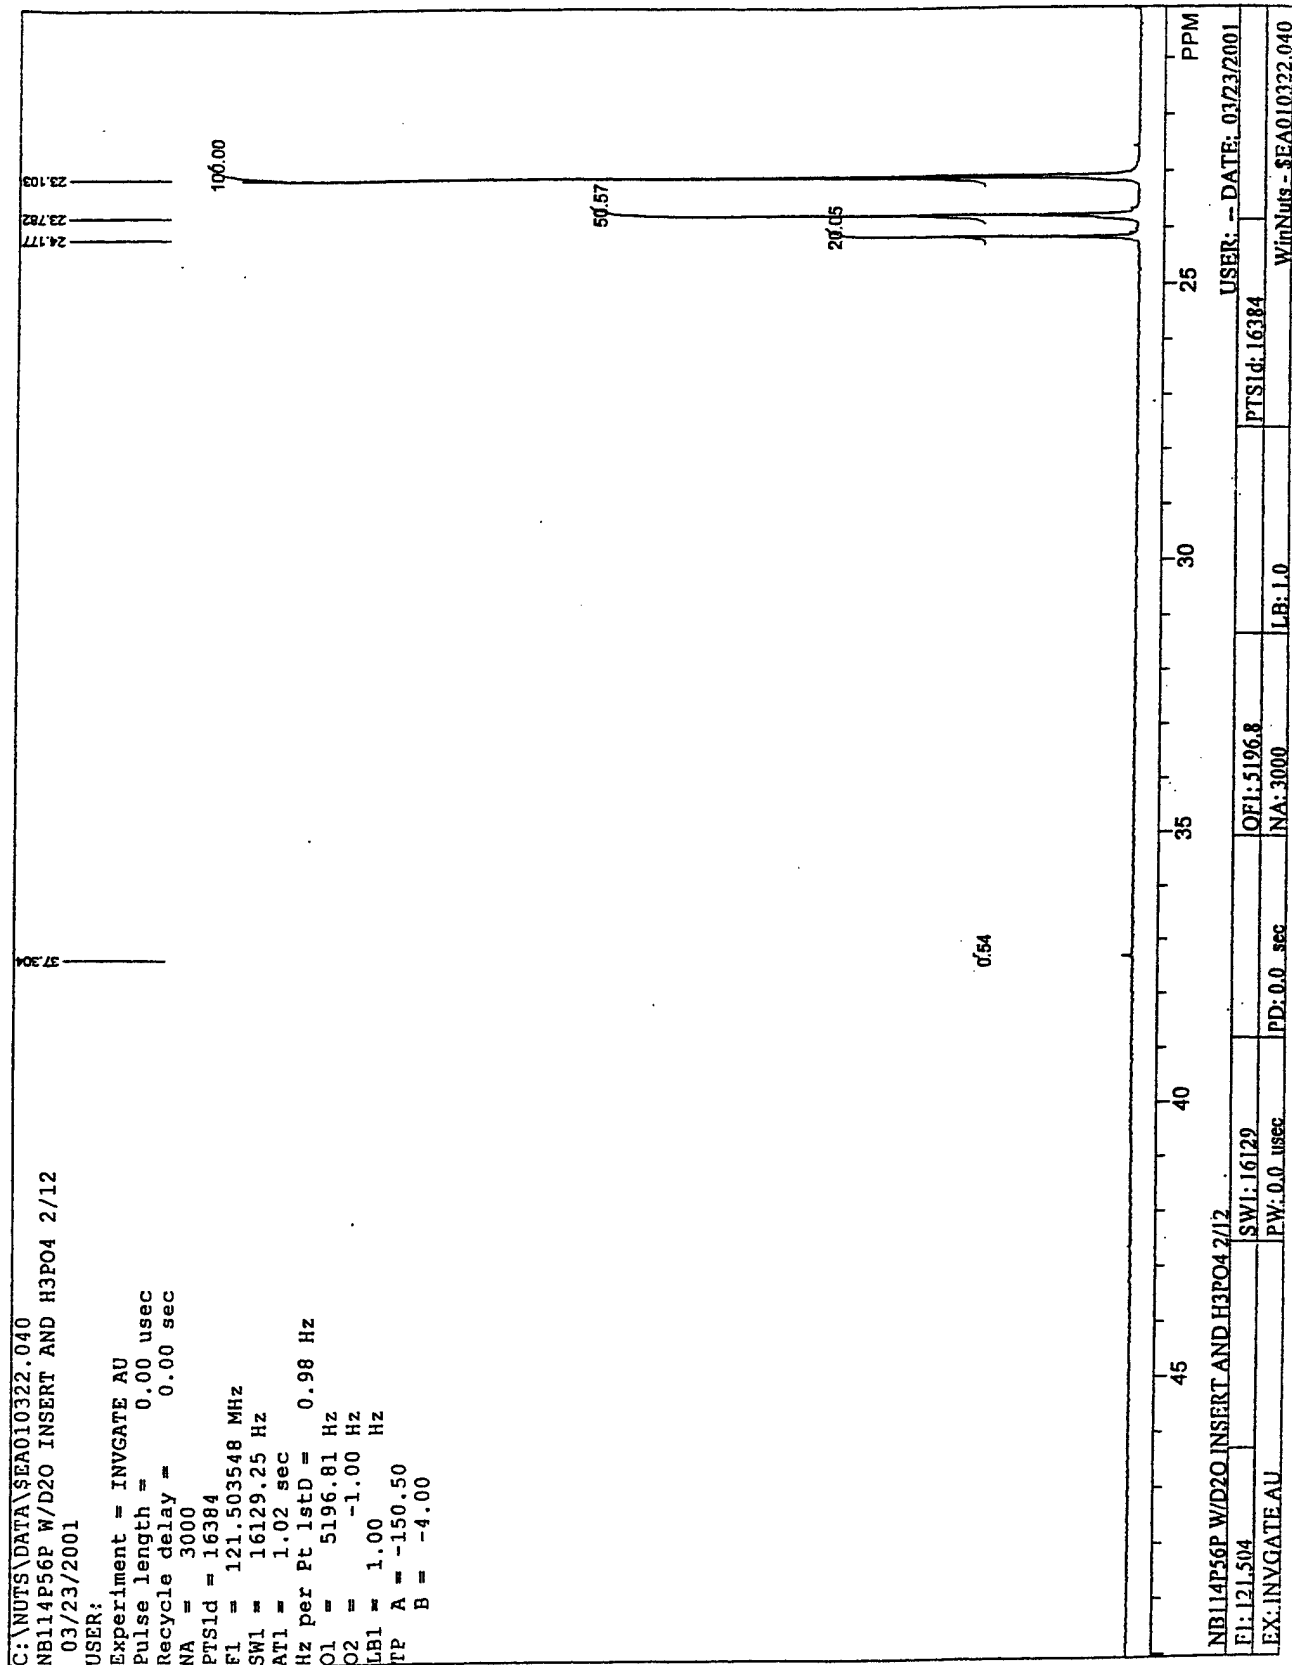 C:\NUTS\DATA\$EA010322.040
NB114P56P W/D2O INSERT AND H3PO4 2/12
03/23/2001
USER:
Experiment = INVGATE AU
Pulse length = 0.00 usec
Recycle delay = 0.00 sec
NA = 3000
PTS1d = 16384
F1 = 121.503548 MHz
SW1 = 16129.25 Hz
AT1 = 1.02 sec
Hz per Pt 1stD = 0.98 Hz
O1 = 5196.81 Hz
O2 = -1.00 Hz
LB1 = 1.00 Hz
TP A = -150.50
B = -4.00
37.304
24.177
23.782
23.103
0.54
20.05
50.57
100.00
45
40
35
30
25
PPM
NB114P56P W/D2O INSERT AND H3PO4 2/12
USER: -- DATE: 03/23/2001
F1: 121.504
SW1: 16129
OF1: 5196.8
PTS1d: 16384
EX: INVGATE AU
PW: 0.0 usec
PD: 0.0 sec
NA: 3000
LB: 1.0
WinNuts - $EA010322.040